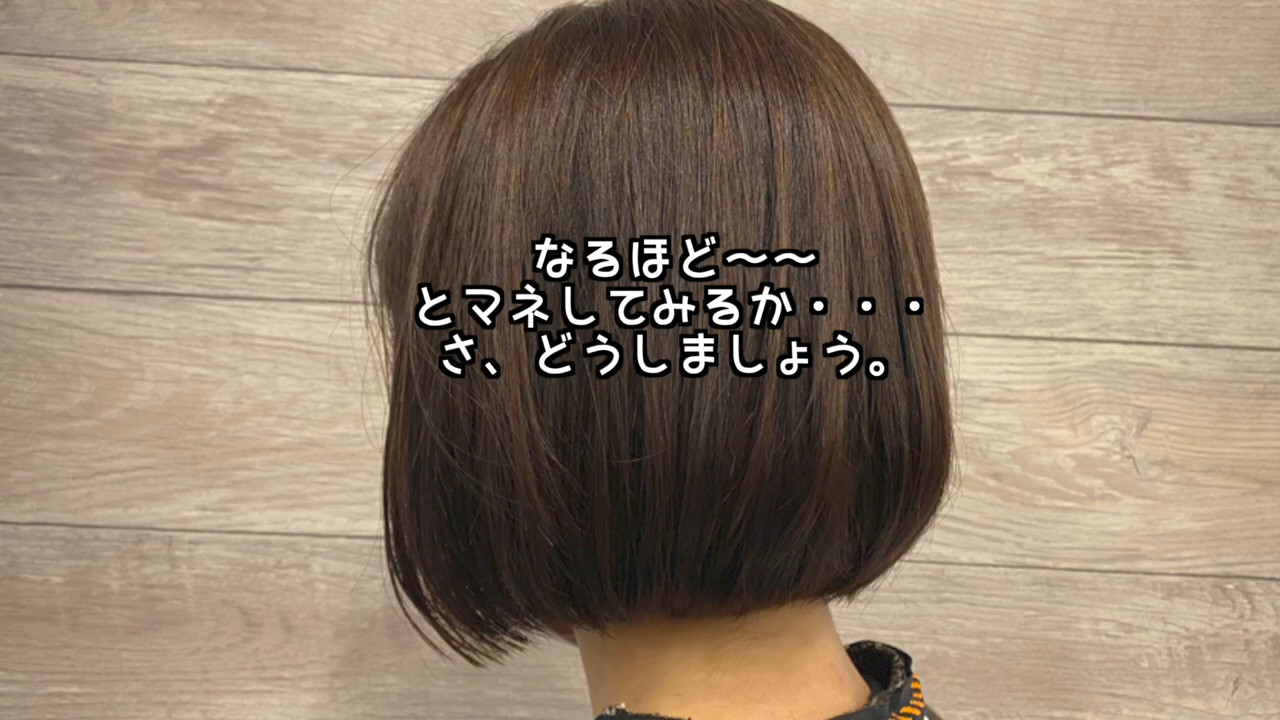 なるほど〜〜
とマネしてみるか・・・
さ、どうしましょう。